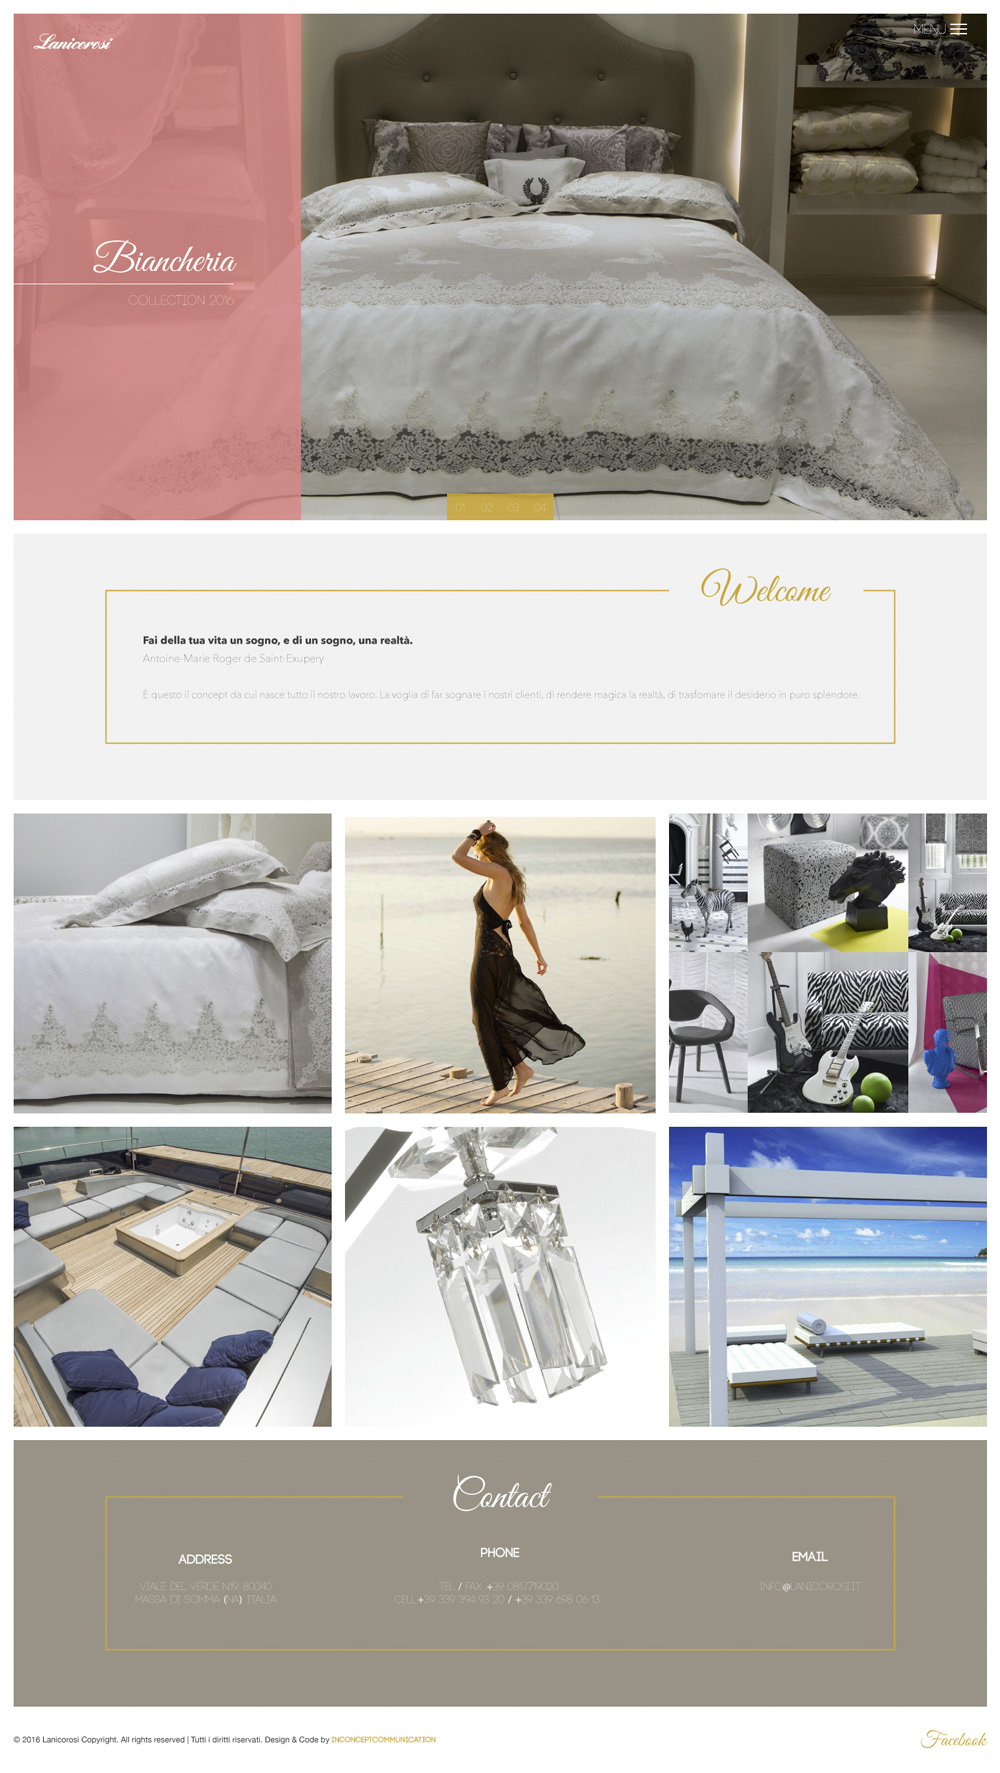 Lanicorosi
MENU
Biancheria
COLLECTION 2016
01 02 03 04
Welcome
Fai della tua vita un sogno, e di un sogno, una realtà.
Antoine-Marie Roger de Saint-Exupery
È questo il concept da cui nasce tutto il nostro lavoro. La voglia di far sognare i nostri clienti, di rendere magica la realtà, di trasformare il desiderio in puro splendore.
Contact
ADDRESS
VIALE DEL VERDE N.19, 80040
MASSA DI SOMMA (NA) ITALIA
PHONE
TEL / FAX: +39 0817719020
CELL.+39 339 394 93 20 / +39 339 698 06 13
EMAIL
INFO@LANICOROSI.IT
© 2016 Lanicorosi Copyright. All rights reserved | Tutti i diritti riservati. Design & Code by INCONCEPTCOMMUNICATION
Facebook